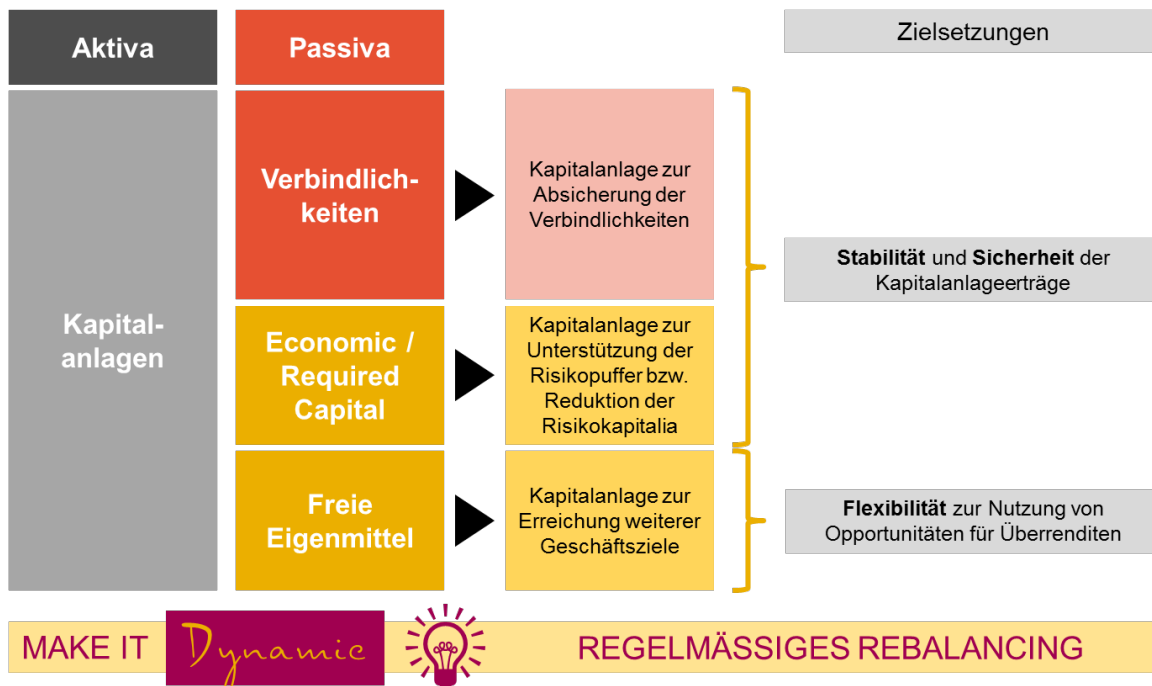 Aktiva
Passiva
Zielsetzungen
Kapital-
anlagen
Verbindlich-
keiten
Kapitalanlage zur
Absicherung der
Verbindlichkeiten
Stabilität und Sicherheit der
Kapitalanlageerträge
Economic /
Required
Capital
Kapitalanlage zur
Unterstützung der
Risikopuffer bzw.
Reduktion der
Risikokapitalia
Freie
Eigenmittel
Kapitalanlage zur
Erreichung weiterer
Geschäftsziele
Flexibilität zur Nutzung von
Opportunitäten für Überrenditen
MAKE IT Dynamic REGELMÄSSIGES REBALANCING